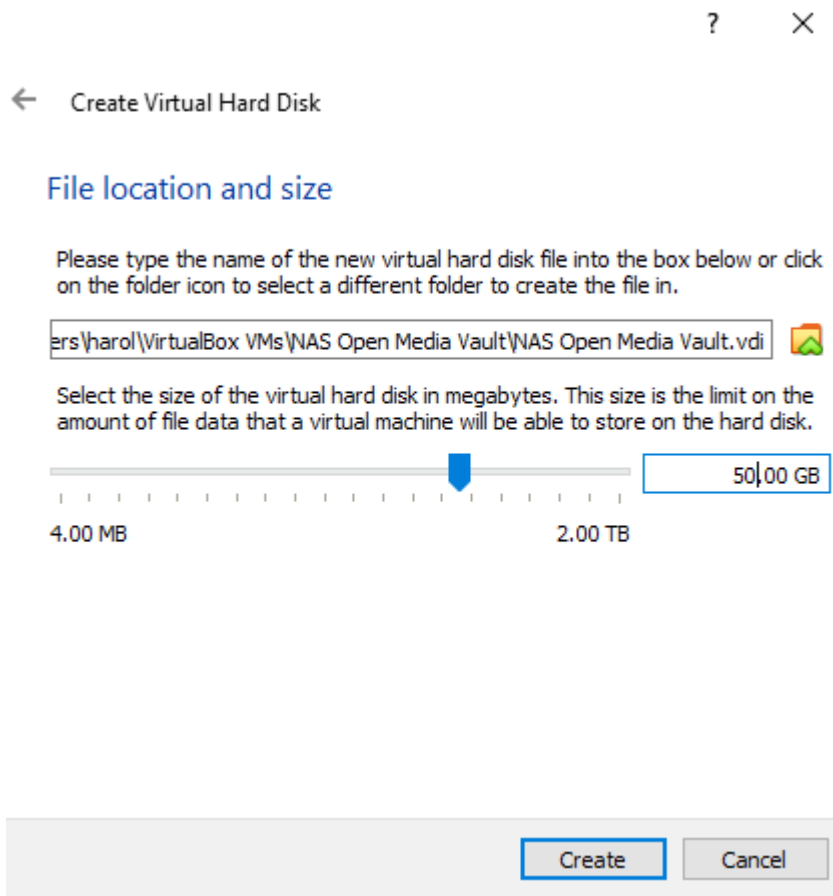 ?
Create Virtual Hard Disk
File location and size
Please type the name of the new virtual hard disk file into the box below or click
on the folder icon to select a different folder to create the file in.
ers\harol\VirtualBox VMs\NAS Open Media Vault\NAS Open Media Vault.vdi
Select the size of the virtual hard disk in megabytes. This size is the limit on the
amount of file data that a virtual machine will be able to store on the hard disk.
50.00 GB
4.00 MB 2.00 TB
Create Cancel